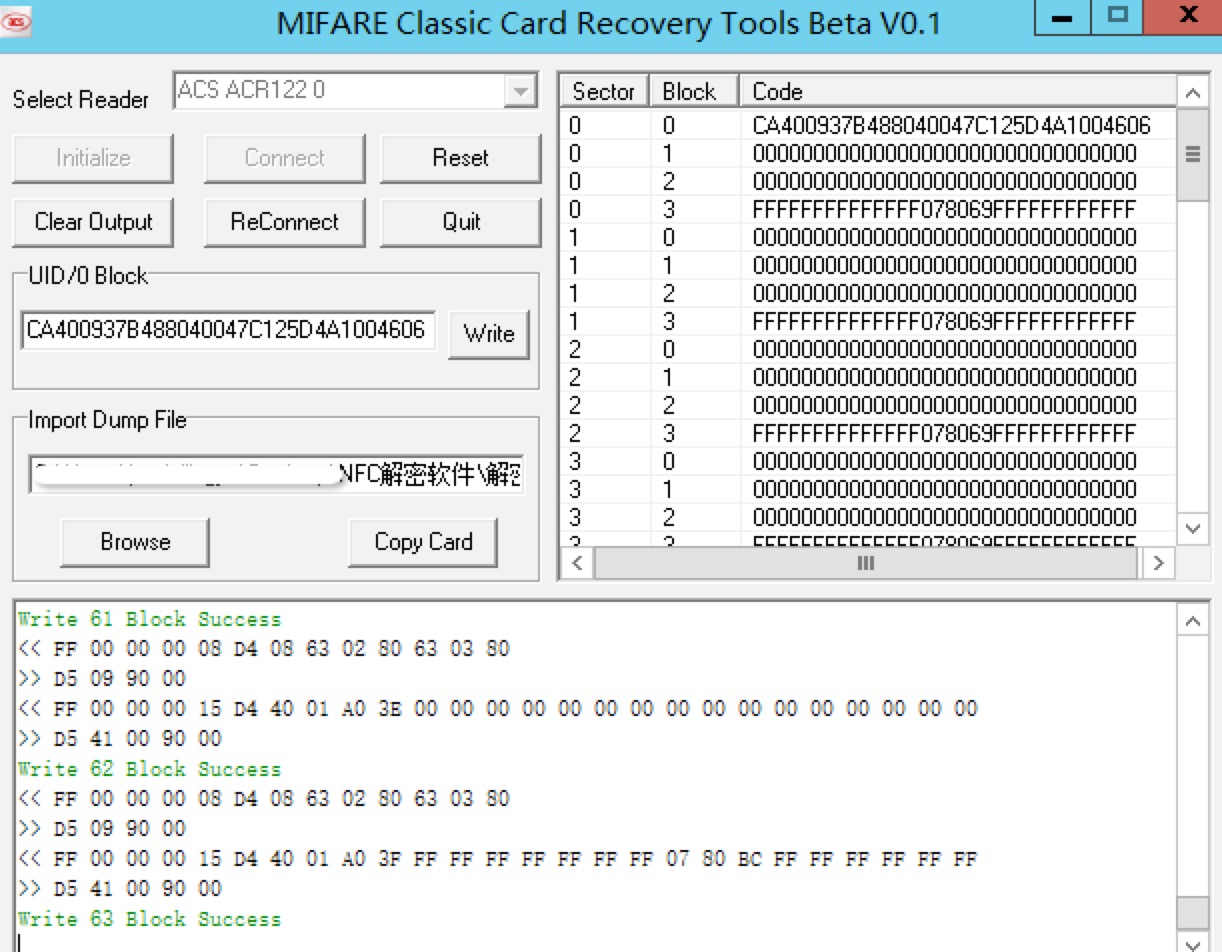 MIFARE Classic Card Recovery Tools Beta V0.1
Select Reader
ACS ACR122 0
Initialize
Connect
Reset
Clear Output
ReConnect
Quit
UID/0 Block
CA400937B488040047C125D4A1004606
Write
Import Dump File
\NFC解密软件\解
Browse
Copy Card
Sector Block Code
0 0 CA400937B488040047C125D4A1004606
0 1 00000000000000000000000000000000
0 2 00000000000000000000000000000000
0 3 FFFFFFFFFFFFFF078069FFFFFFFFFFFF
1 0 00000000000000000000000000000000
1 1 00000000000000000000000000000000
1 2 00000000000000000000000000000000
1 3 FFFFFFFFFFFFFF078069FFFFFFFFFFFF
2 0 00000000000000000000000000000000
2 1 00000000000000000000000000000000
2 2 00000000000000000000000000000000
2 3 FFFFFFFFFFFFFF078069FFFFFFFFFFFF
3 0 00000000000000000000000000000000
3 1 00000000000000000000000000000000
3 2 00000000000000000000000000000000
Write 61 Block Success
<< FF 00 00 00 08 D4 08 63 02 80 63 03 80
>> D5 09 90 00
<< FF 00 00 00 15 D4 40 01 A0 3E 00 00 00 00 00 00 00 00 00 00 00 00 00 00 00 00
>> D5 41 00 90 00
Write 62 Block Success
<< FF 00 00 00 08 D4 08 63 02 80 63 03 80
>> D5 09 90 00
<< FF 00 00 00 15 D4 40 01 A0 3F FF FF FF FF FF FF FF 07 80 BC FF FF FF FF FF FF
>> D5 41 00 90 00
Write 63 Block Success